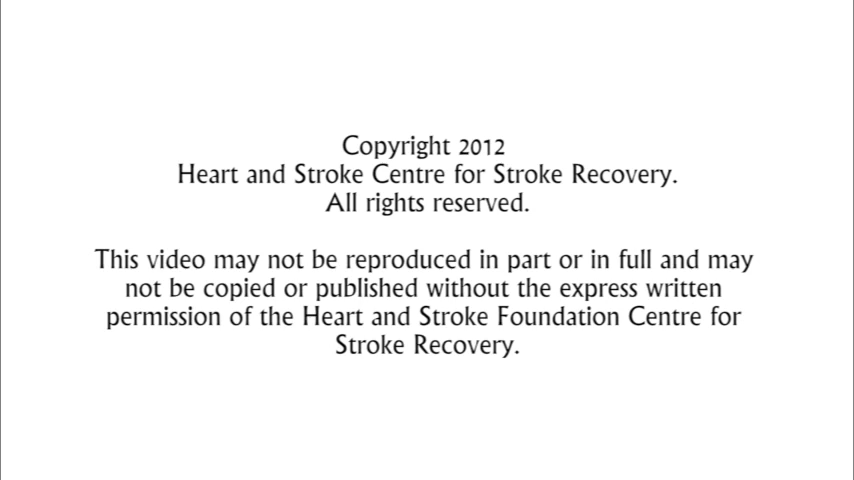 Copyright 2012
Heart and Stroke Centre for Stroke Recovery.
All rights reserved.
This video may not be reproduced in part or in full and may
not be copied or published without the express written
permission of the Heart and Stroke Foundation Centre for
Stroke Recovery.